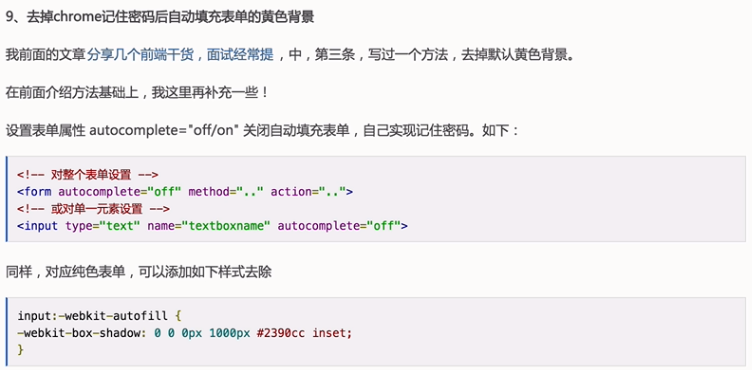 9、去掉chrome记住密码后自动填充表单的黄色背景
我前面的文章分享几个前端干货，面试经常提，中，第三条，写过一个方法，去掉默认黄色背景。
在前面介绍方法基础上，我这里再补充一些！
设置表单属性 autocomplete="off/on" 关闭自动填充表单，自己实现记住密码。如下：
<!-- 对整个表单设置 -->
<form autocomplete="off" method=".." action="..">
<!-- 或对单一元素设置 -->
<input type="text" name="textboxname" autocomplete="off">
同样，对应纯色表单，可以添加如下样式去除
input:-webkit-autofill {
-webkit-box-shadow: 0 0 0px 1000px #2390cc inset;
}